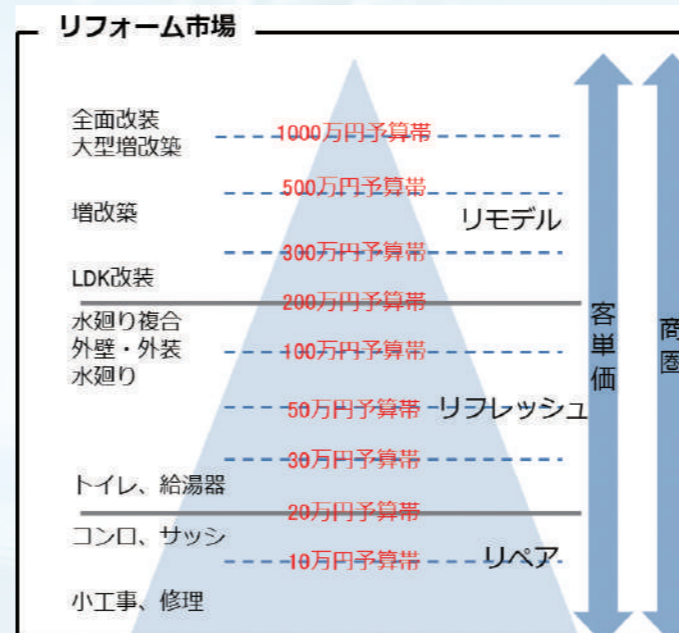 リフォーム市場
全面改装
大型増改築
1000万円予算帯
500万円予算帯
増改築
リモデル
300万円予算帯
LDK改装
200万円予算帯
水廻り複合
外壁・外装
水廻り
100万円予算帯
50万円予算帯
リフレッシュ
30万円予算帯
トイレ、給湯器
20万円予算帯
コンロ、サッシ
10万円予算帯
リペア
小工事、修理
客単価
商圏